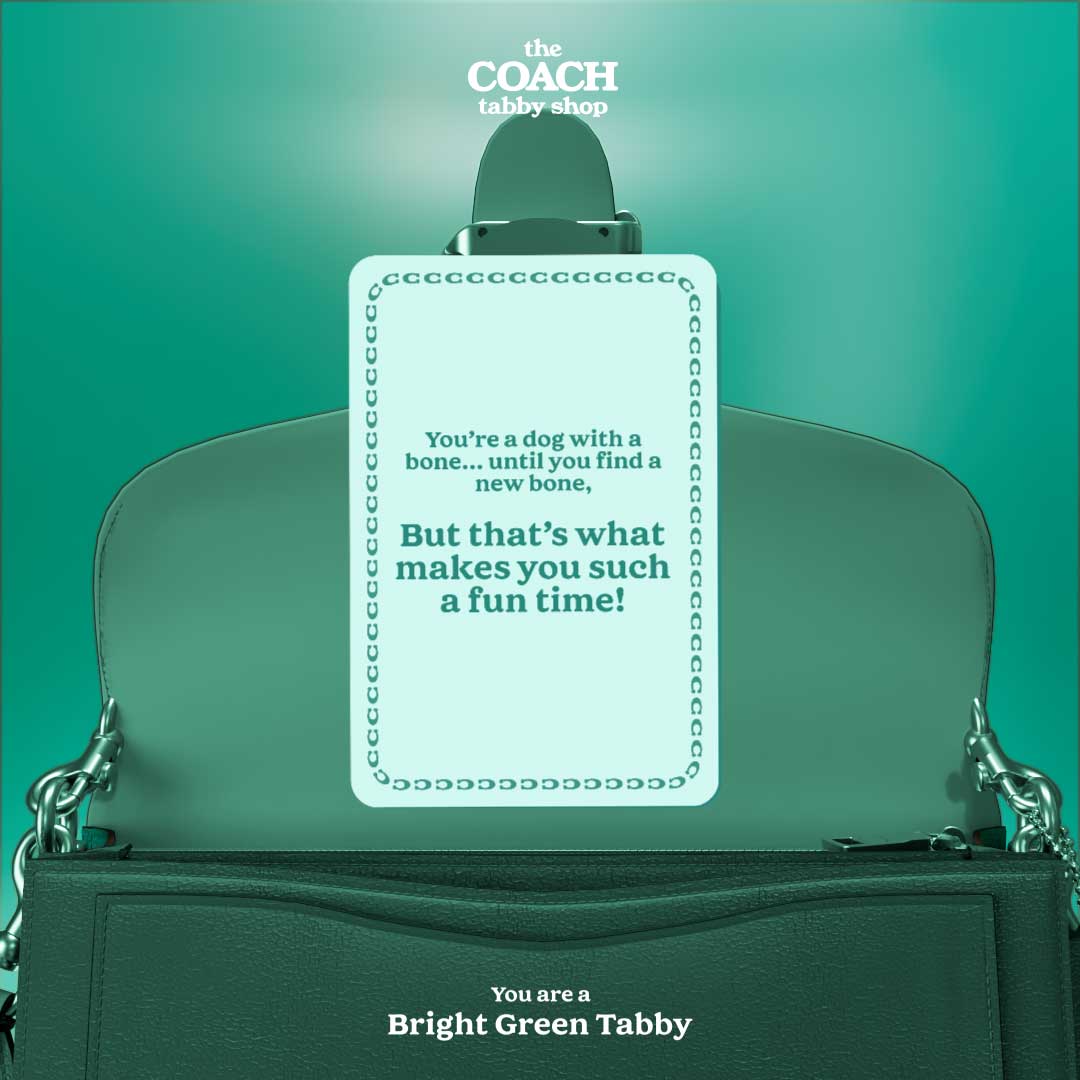 the
COACH
tabby shop
You're a dog with a
bone... until you find a
new bone,
But that's what
makes you such
a fun time!
You are a
Bright Green Tabby